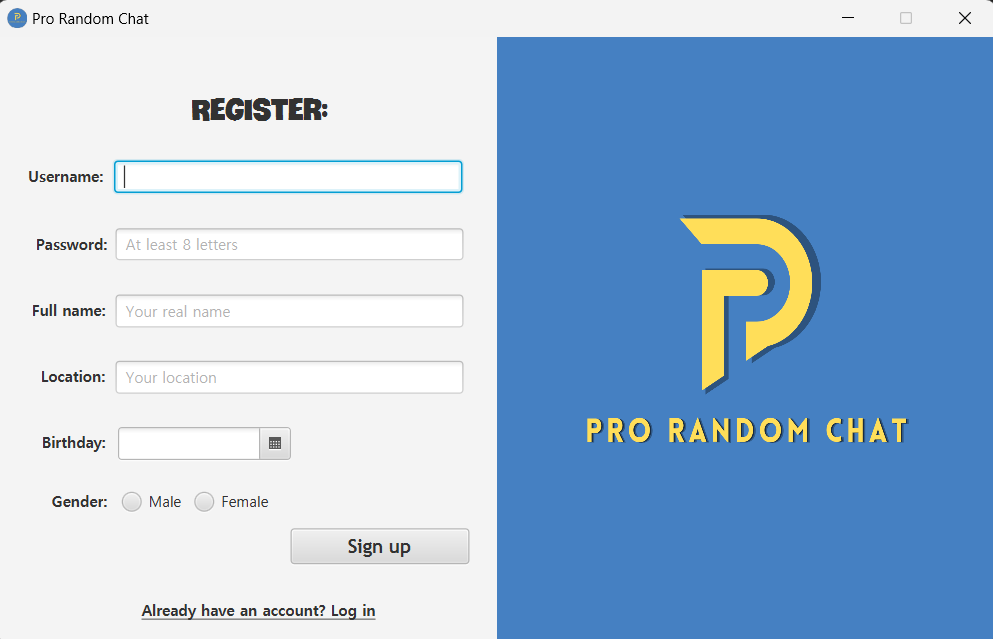 Pro Random Chat
REGISTER:
Username:
Password: At least 8 letters
Full name: Your real name
Location: Your location
Birthday:
Gender: Male Female
Sign up
Already have an account? Log in
PRO RANDOM CHAT